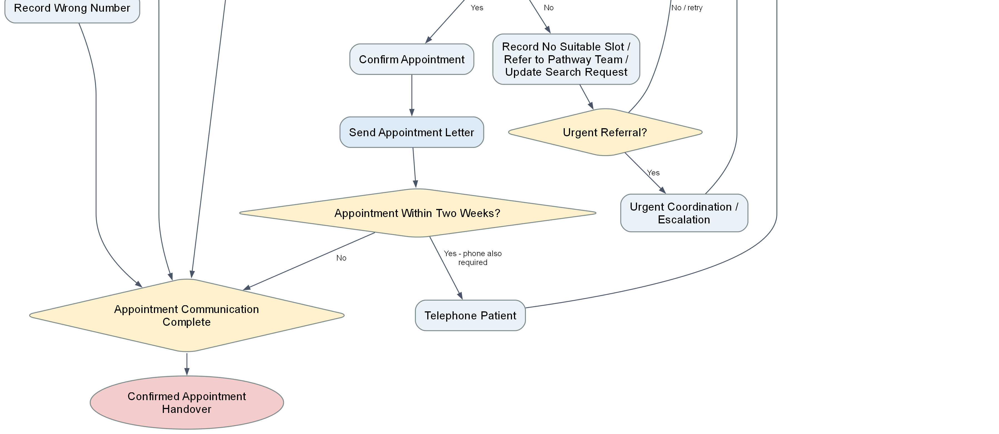 Record Wrong Number
Yes
No
No / retry
Confirm Appointment
Record No Suitable Slot /
Refer to Pathway Team /
Update Search Request
Send Appointment Letter
Urgent Referral?
Yes
Appointment Within Two Weeks?
Urgent Coordination /
Escalation
No
Yes - phone also
required
Appointment Communication
Complete
Telephone Patient
Confirmed Appointment
Handover